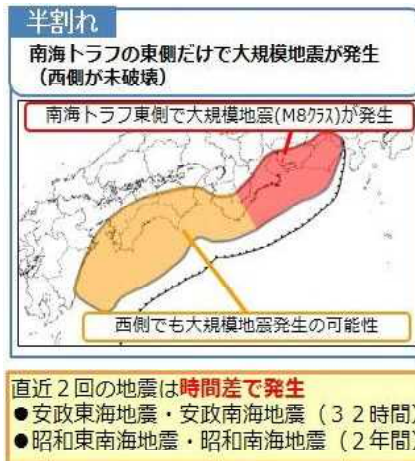 半割れ
南海トラフの東側だけで大規模地震が発生
(西側が未破壊)
南海トラフ東側で大規模地震(M8クラス)が発生
西側でも大規模地震発生の可能性
直近2回の地震は時間差で発生
●安政東海地震・安政南海地震(32時間)
●昭和東南海地震・昭和南海地震(2年間)